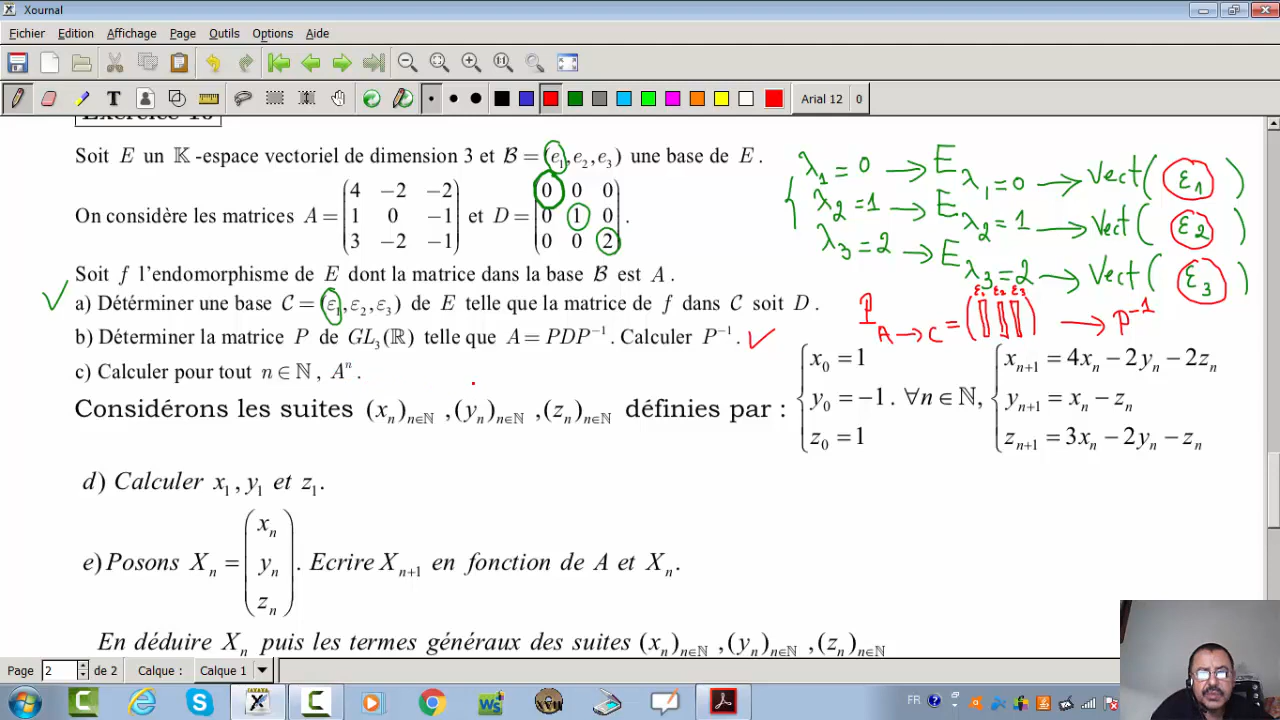 Xournal
Fichier Edition Affichage Page Outils Options Aide
Arial 12 0
Exercice 10
Soit E un 𝕂 -espace vectoriel de dimension 3 et ℬ = (e₁, e₂, e₃) une base de E .
On considère les matrices A = (4 −2 −2
1 0 −1
3 −2 −1) et D = (0 0 0
0 1 0
0 0 2) .
Soit f l'endomorphisme de E dont la matrice dans la base ℬ est A .
a) Détérminer une base C = (ε₁, ε₂, ε₃) de E telle que la matrice de f dans C soit D .
b) Déterminer la matrice P de GL₃(ℝ) telle que A = PDP⁻¹. Calculer P⁻¹ .
c) Calculer pour tout n ∈ ℕ , Aⁿ .
λ₁ = 0 → E λ₁ = 0 → Vect( ε₁ )
λ₂ = 1 → E λ₂ = 1 → Vect( ε₂ )
λ₃ = 2 → E λ₃ = 2 → Vect( ε₃ )
ε₁ ε₂ ε₃
P A → C = ( ) → P⁻¹
Considérons les suites (xₙ)ₙ∈ℕ , (yₙ)ₙ∈ℕ , (zₙ)ₙ∈ℕ définies par : { x₀ = 1
y₀ = −1 . ∀n ∈ ℕ,
z₀ = 1
{ xₙ₊₁ = 4xₙ − 2yₙ − 2zₙ
yₙ₊₁ = xₙ − zₙ
zₙ₊₁ = 3xₙ − 2yₙ − zₙ
d) Calculer x₁ , y₁ et z₁.
e) Posons Xₙ = (xₙ
yₙ
zₙ) . Ecrire Xₙ₊₁ en fonction de A et Xₙ.
En déduire Xₙ puis les termes généraux des suites (xₙ)ₙ∈ℕ , (yₙ)ₙ∈ℕ , (zₙ)ₙ∈ℕ
Page 2 de 2 Calque : Calque 1
FR